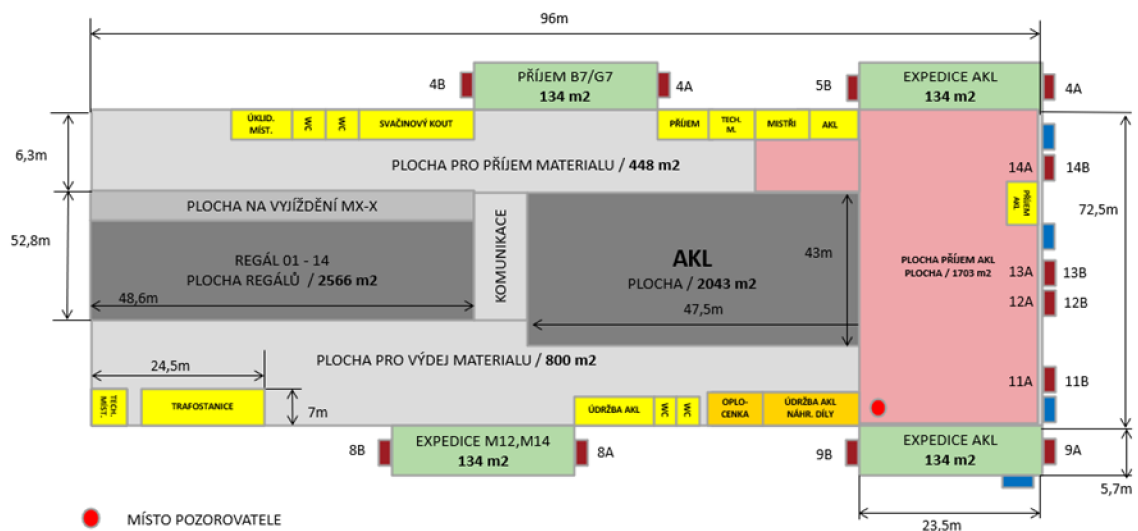 96m
4B
PŘÍJEM B7/G7
134 m2
4A
5B
EXPEDICE AKL
134 m2
4A
6,3m
ÚKLID.
MÍST.
WC
WC
SVAČINOVÝ KOUT
PŘÍJEM
TECH.
M.
MISTŘI
AKL
PLOCHA PRO PŘÍJEM MATERIALU / 448 m2
14A
14B
PŘÍJEM
AKL
72,5m
PLOCHA NA VYJÍŽDĚNÍ MX-X
52,8m
REGÁL 01 - 14
PLOCHA REGÁLŮ / 2566 m2
48,6m
KOMUNIKACE
AKL
PLOCHA / 2043 m2
43m
47,5m
PLOCHA PŘÍJEM AKL
PLOCHA / 1703 m2
13A
13B
12A
12B
PLOCHA PRO VÝDEJ MATERIALU / 800 m2
24,5m
11A
11B
TECH.
MÍST.
TRAFOSTANICE
7m
ÚDRŽBA AKL
WC
WC
OPLO-
CENKA
ÚDRŽBA AKL
NÁHR. DÍLY
8B
EXPEDICE M12,M14
134 m2
8A
9B
EXPEDICE AKL
134 m2
9A
5,7m
MÍSTO POZOROVATELE
23,5m